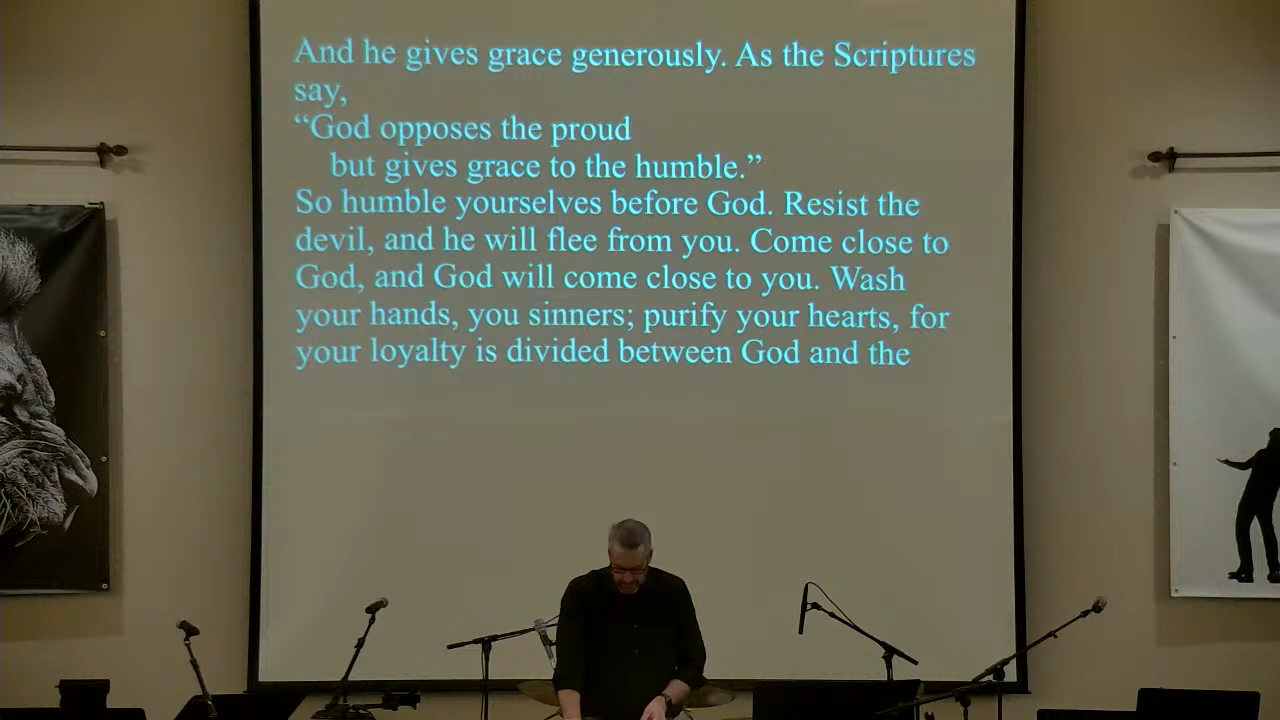 And he gives grace generously. As the Scriptures
say,
“God opposes the proud
but gives grace to the humble.”
So humble yourselves before God. Resist the
devil, and he will flee from you. Come close to
God, and God will come close to you. Wash
your hands, you sinners; purify your hearts, for
your loyalty is divided between God and the